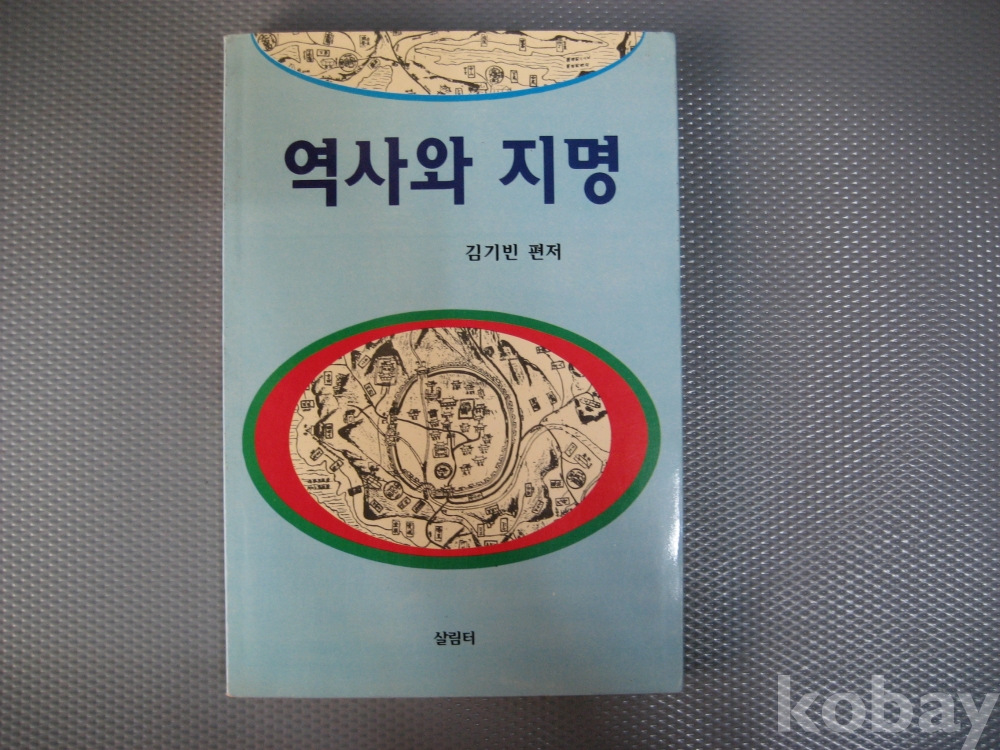 역사와 지명
김기빈 편저
살림터
kobay